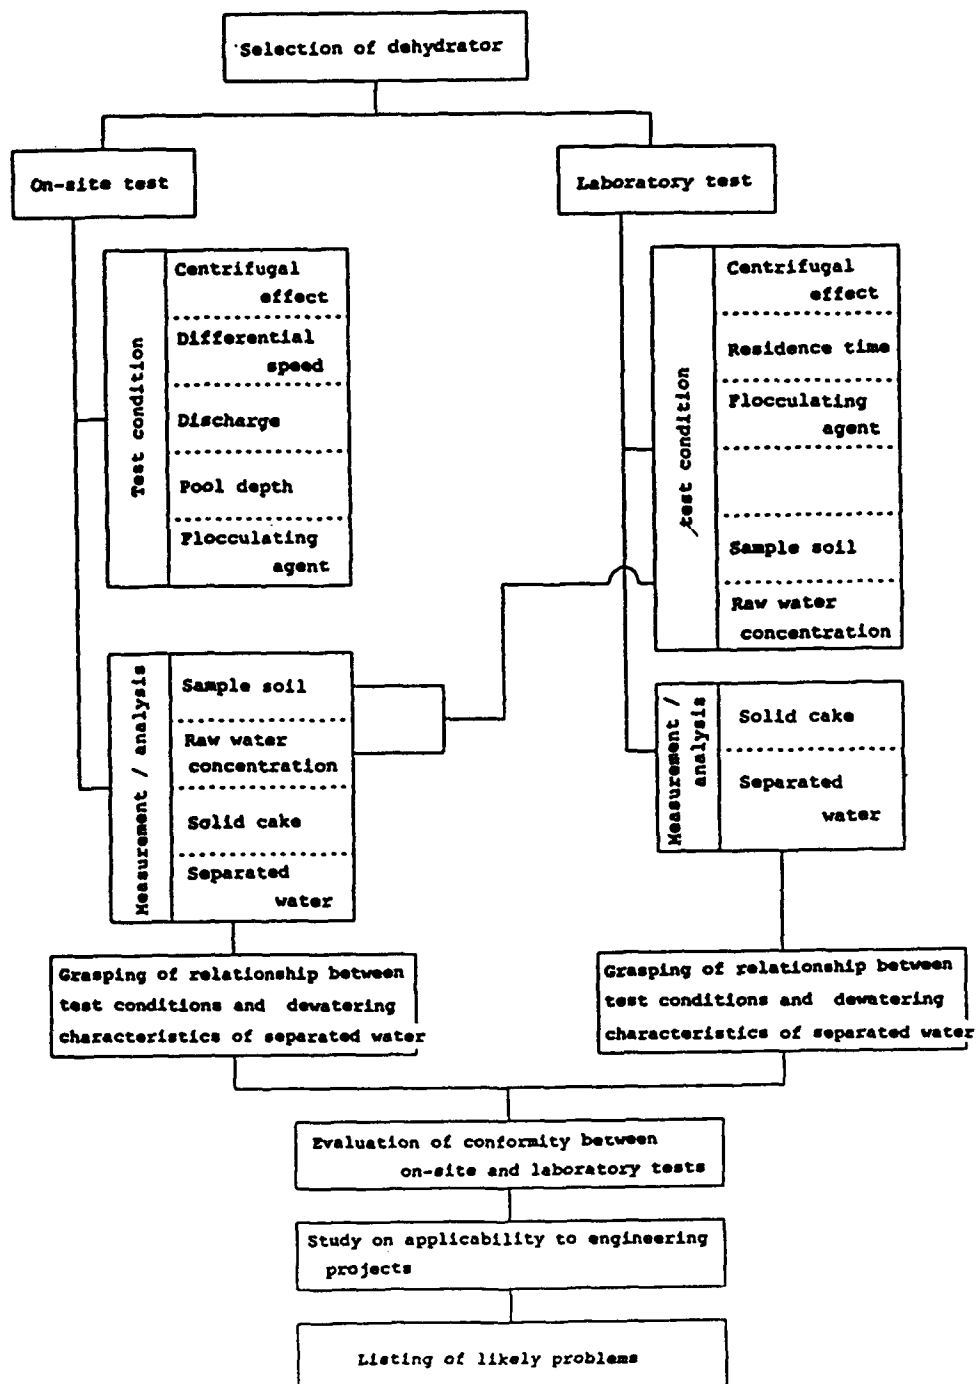 Selection of dehydrator
On-site test
Laboratory test
Test condition
Centrifugal
effect
Differential
speed
Discharge
Pool depth
Flocculating
agent
test condition
Centrifugal
effect
Residence time
Flocculating
agent
Sample soil
Raw water
concentration
Measurement / analysis
Sample soil
Raw water
concentration
Solid cake
Separated
water
Measurement /
analysis
Solid cake
Separated
water
Grasping of relationship between
test conditions and dewatering
characteristics of separated water
Grasping of relationship between
test conditions and dewatering
characteristics of separated water
Evaluation of conformity between
on-site and laboratory tests
Study on applicability to engineering
projects
Listing of likely problems